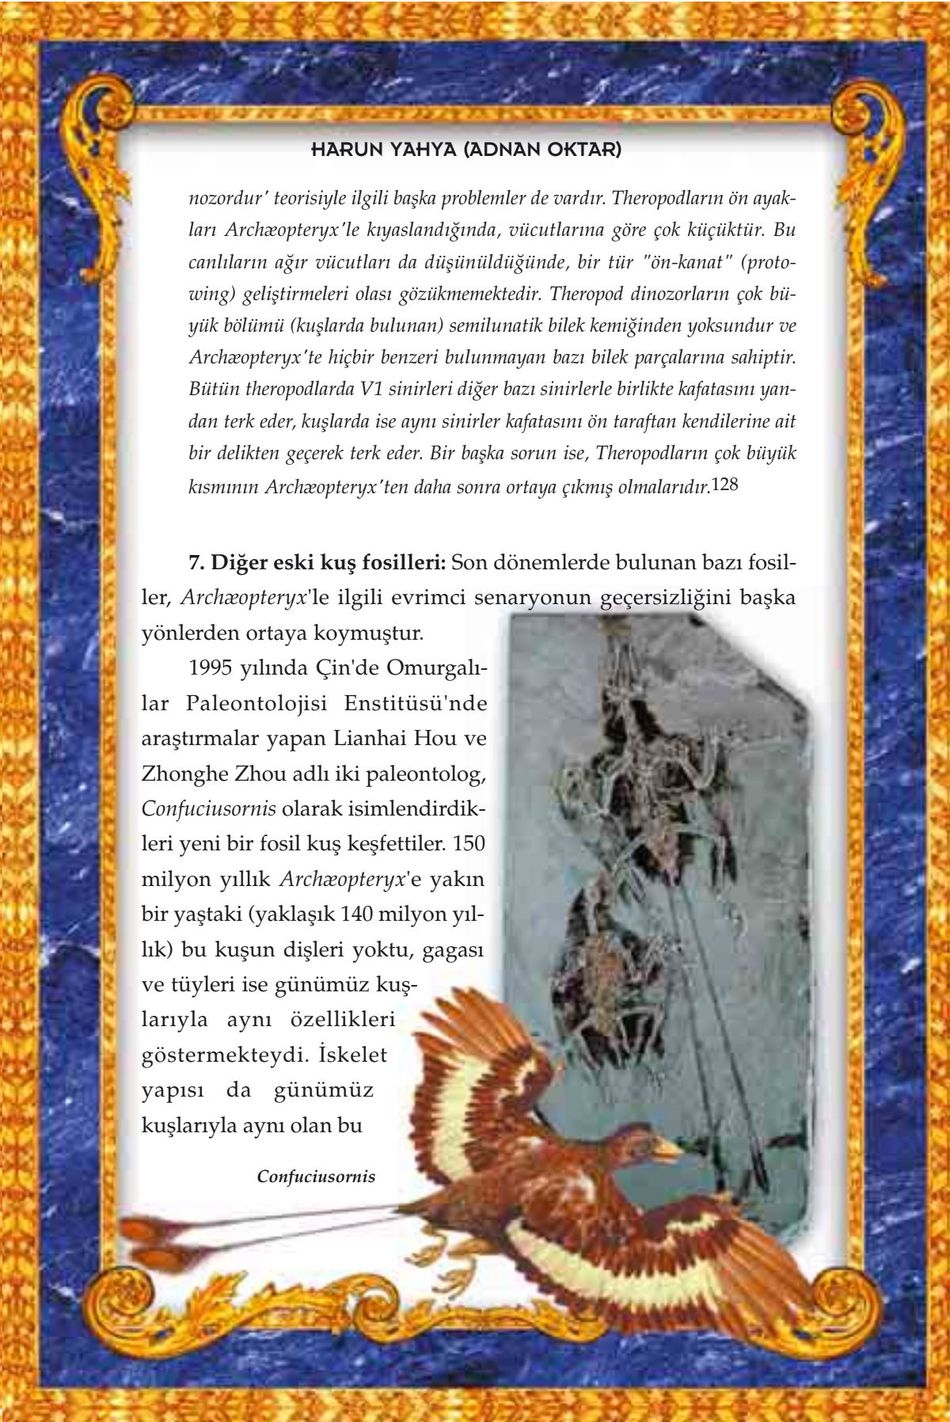 HARUN YAHYA (ADNAN OKTAR)
nozordur' teorisiyle ilgili başka problemler de vardır. Theropodların ön ayak-
ları Archæopteryx'le kıyaslandığında, vücutlarına göre çok küçüktür. Bu
canlıların ağır vücutları da düşünüldüğünde, bir tür "ön-kanat" (proto-
wing) geliştirmeleri olası gözükmemektedir. Theropod dinozorların çok bü-
yük bölümü (kuşlarda bulunan) semilunatik bilek kemiğinden yoksundur ve
Archæopteryx'te hiçbir benzeri bulunmayan bazı bilek parçalarına sahiptir.
Bütün theropodlarda V1 sinirleri diğer bazı sinirlerle birlikte kafatasını yan-
dan terk eder, kuşlarda ise aynı sinirler kafatasını ön taraftan kendilerine ait
bir delikten geçerek terk eder. Bir başka sorun ise, Theropodların çok büyük
kısmının Archæopteryx'ten daha sonra ortaya çıkmış olmalarıdır.128
7. Diğer eski kuş fosilleri: Son dönemlerde bulunan bazı fosil-
ler, Archæopteryx'le ilgili evrimci senaryonun geçersizliğini başka
yönlerden ortaya koymuştur.
1995 yılında Çin'de Omurgalı-
lar Paleontolojisi Enstitüsü'nde
araştırmalar yapan Lianhai Hou ve
Zhonghe Zhou adlı iki paleontolog,
Confuciusornis olarak isimlendirdik-
leri yeni bir fosil kuş keşfettiler. 150
milyon yıllık Archæopteryx'e yakın
bir yaştaki (yaklaşık 140 milyon yıl-
lık) bu kuşun dişleri yoktu, gagası
ve tüyleri ise günümüz kuş-
larıyla aynı özellikleri
göstermekteydi. İskelet
yapısı da günümüz
kuşlarıyla aynı olan bu
Confuciusornis